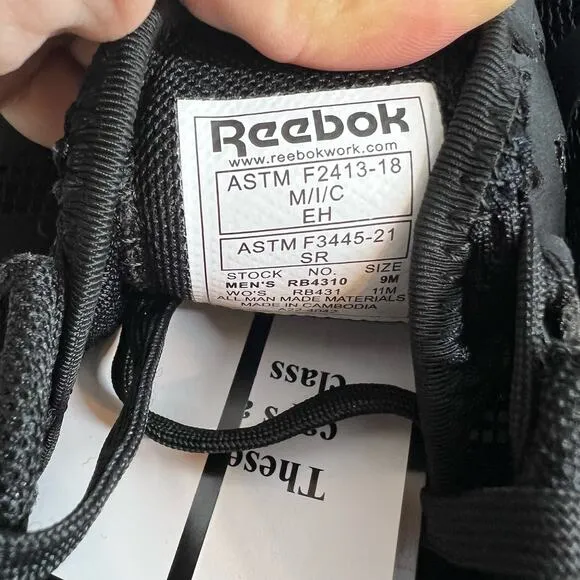 Reebok
www.reebokwork.com
ASTM F2413-18
M/I/C
EH
ASTM F3445-21
SR
STOCK NO. SIZE
MEN'S RB4310 9M
WO'S RB431 11M
ALL MAN MADE MATERIALS
MADE IN CAMBODIA
These
Class